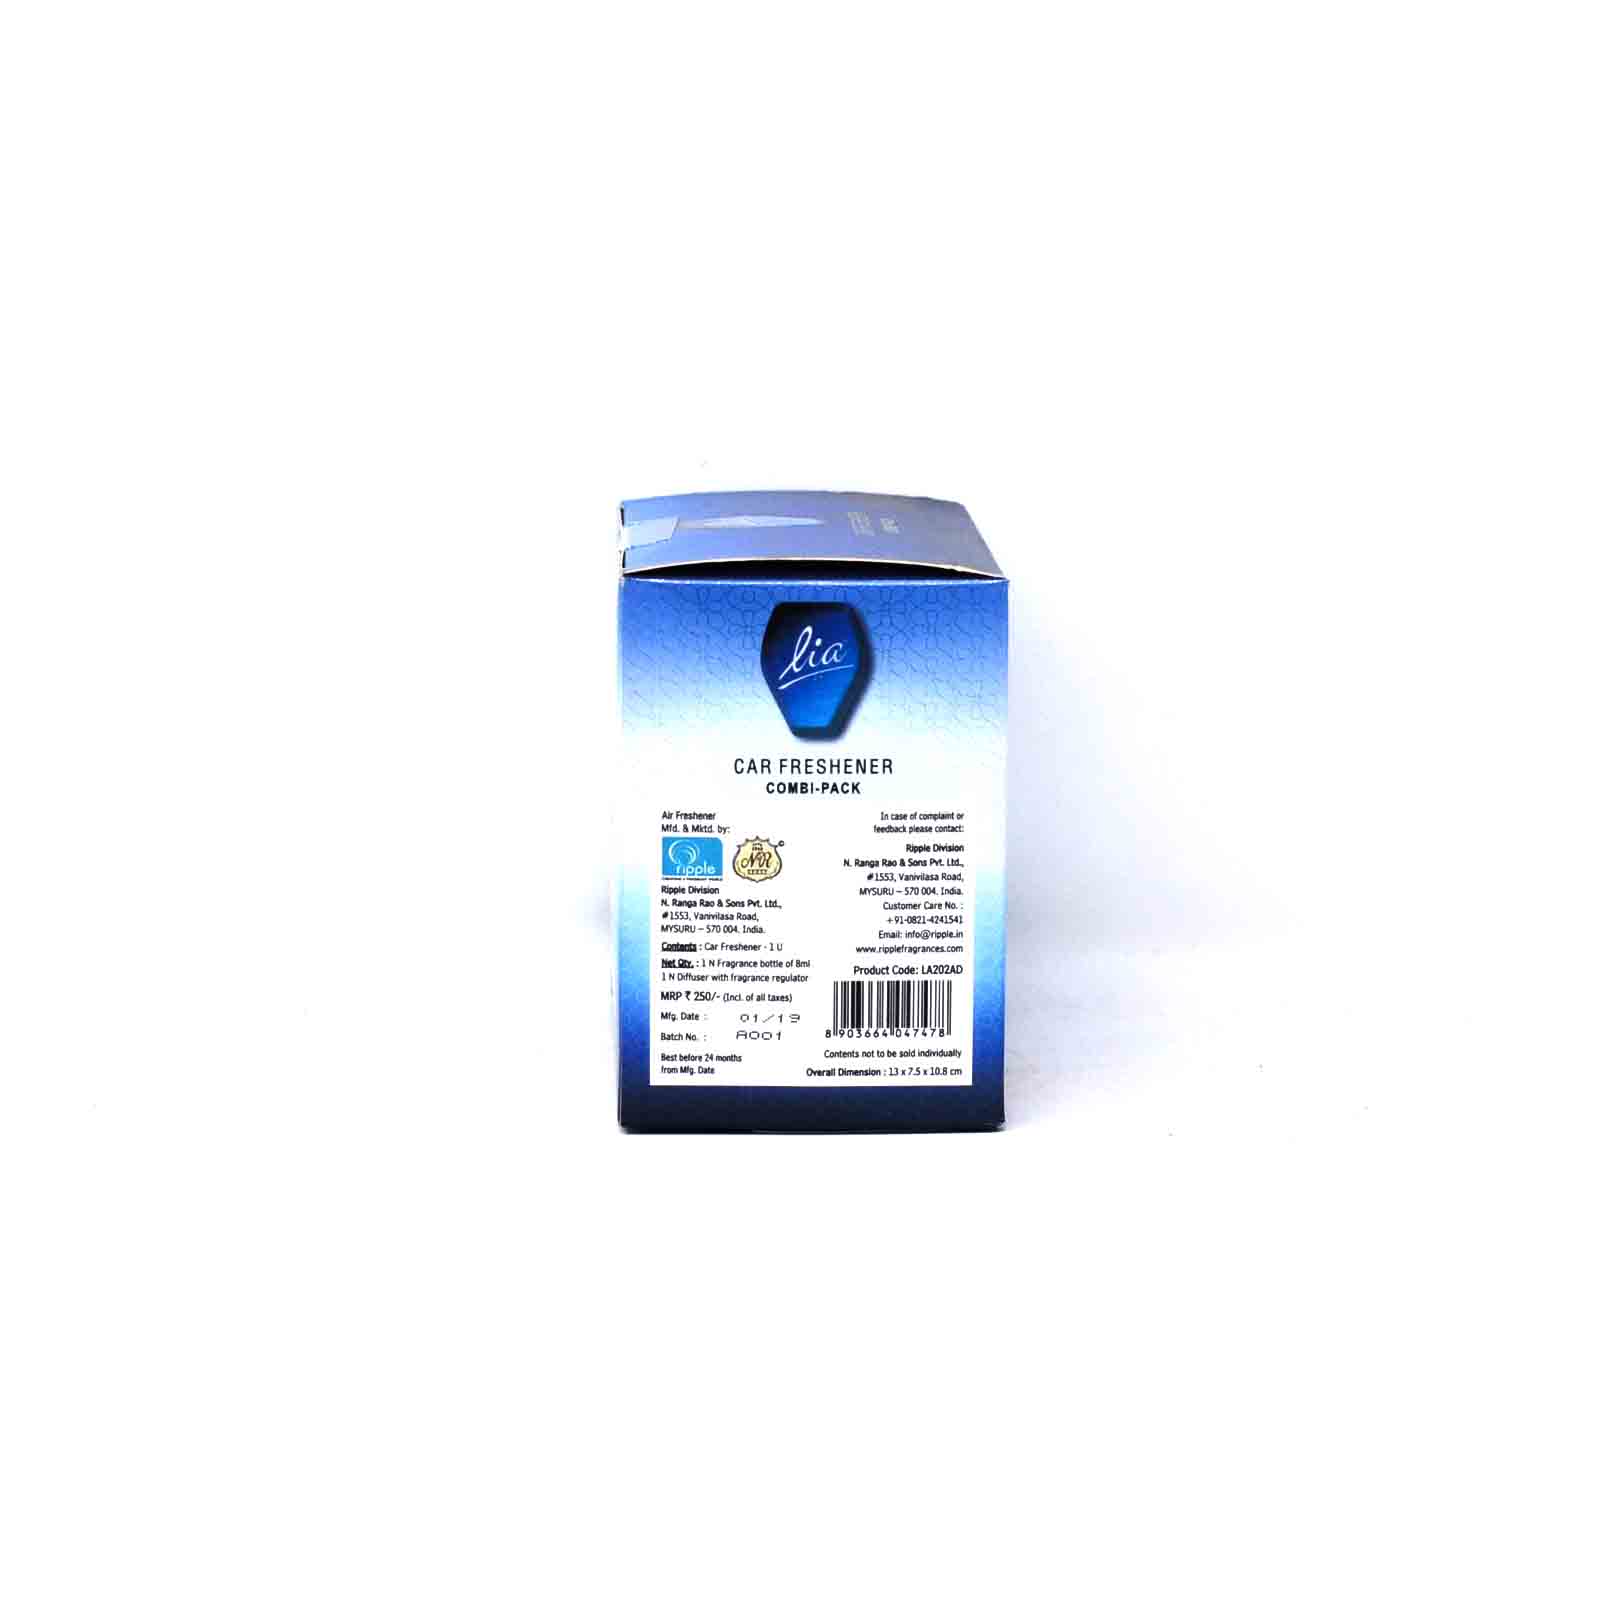 lia
CAR FRESHENER
COMBI-PACK
Air Freshener
Mfd. & Mktd. by:
ripple
NR
Ripple Division
N. Ranga Rao & Sons Pvt. Ltd.,
#1553, Vanivilasa Road,
MYSURU – 570 004. India.
Contents : Car Freshener - 1 U
Net Qty. : 1 N Fragrance bottle of 8ml
1 N Diffuser with fragrance regulator
MRP ₹ 250/- (Incl. of all taxes)
Mfg. Date : 01/19
Batch No. : A001
Best before 24 months
from Mfg. Date
In case of complaint or
feedback please contact:
Ripple Division
N. Ranga Rao & Sons Pvt. Ltd.,
#1553, Vanivilasa Road,
MYSURU – 570 004. India.
Customer Care No. :
+91-0821-4241541
Email: info@ripple.in
www.ripplefragrances.com
Product Code: LA202AD
8 903664 047478
Contents not to be sold individually
Overall Dimension : 13 x 7.5 x 10.8 cm